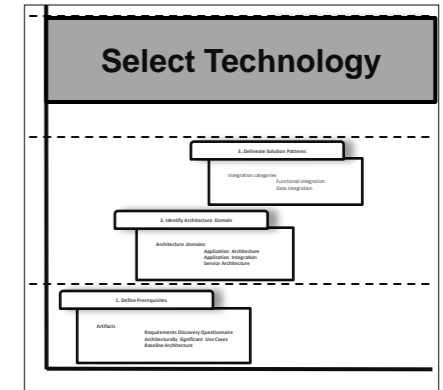 Select Technology
3. Delineate Solution Patterns
Integration categories
Functional integration
Data integration
2. Identify Architecture Domain
Architecture domains
Application Architecture
Application Integration
Service Architecture
1. Define Prerequisites
Artifacts
Requirements Discovery Questionnaire
Architecturally Significant Use Cases
Baseline Architecture